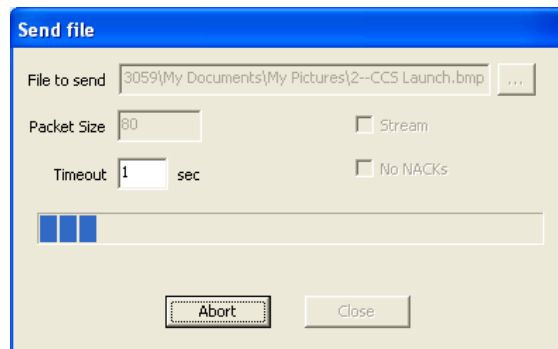 Send file
File to send 3059\My Documents\My Pictures\2--CCS Launch.bmp ...
Packet Size 80 Stream
Timeout 1 sec No NACKs
Abort Close